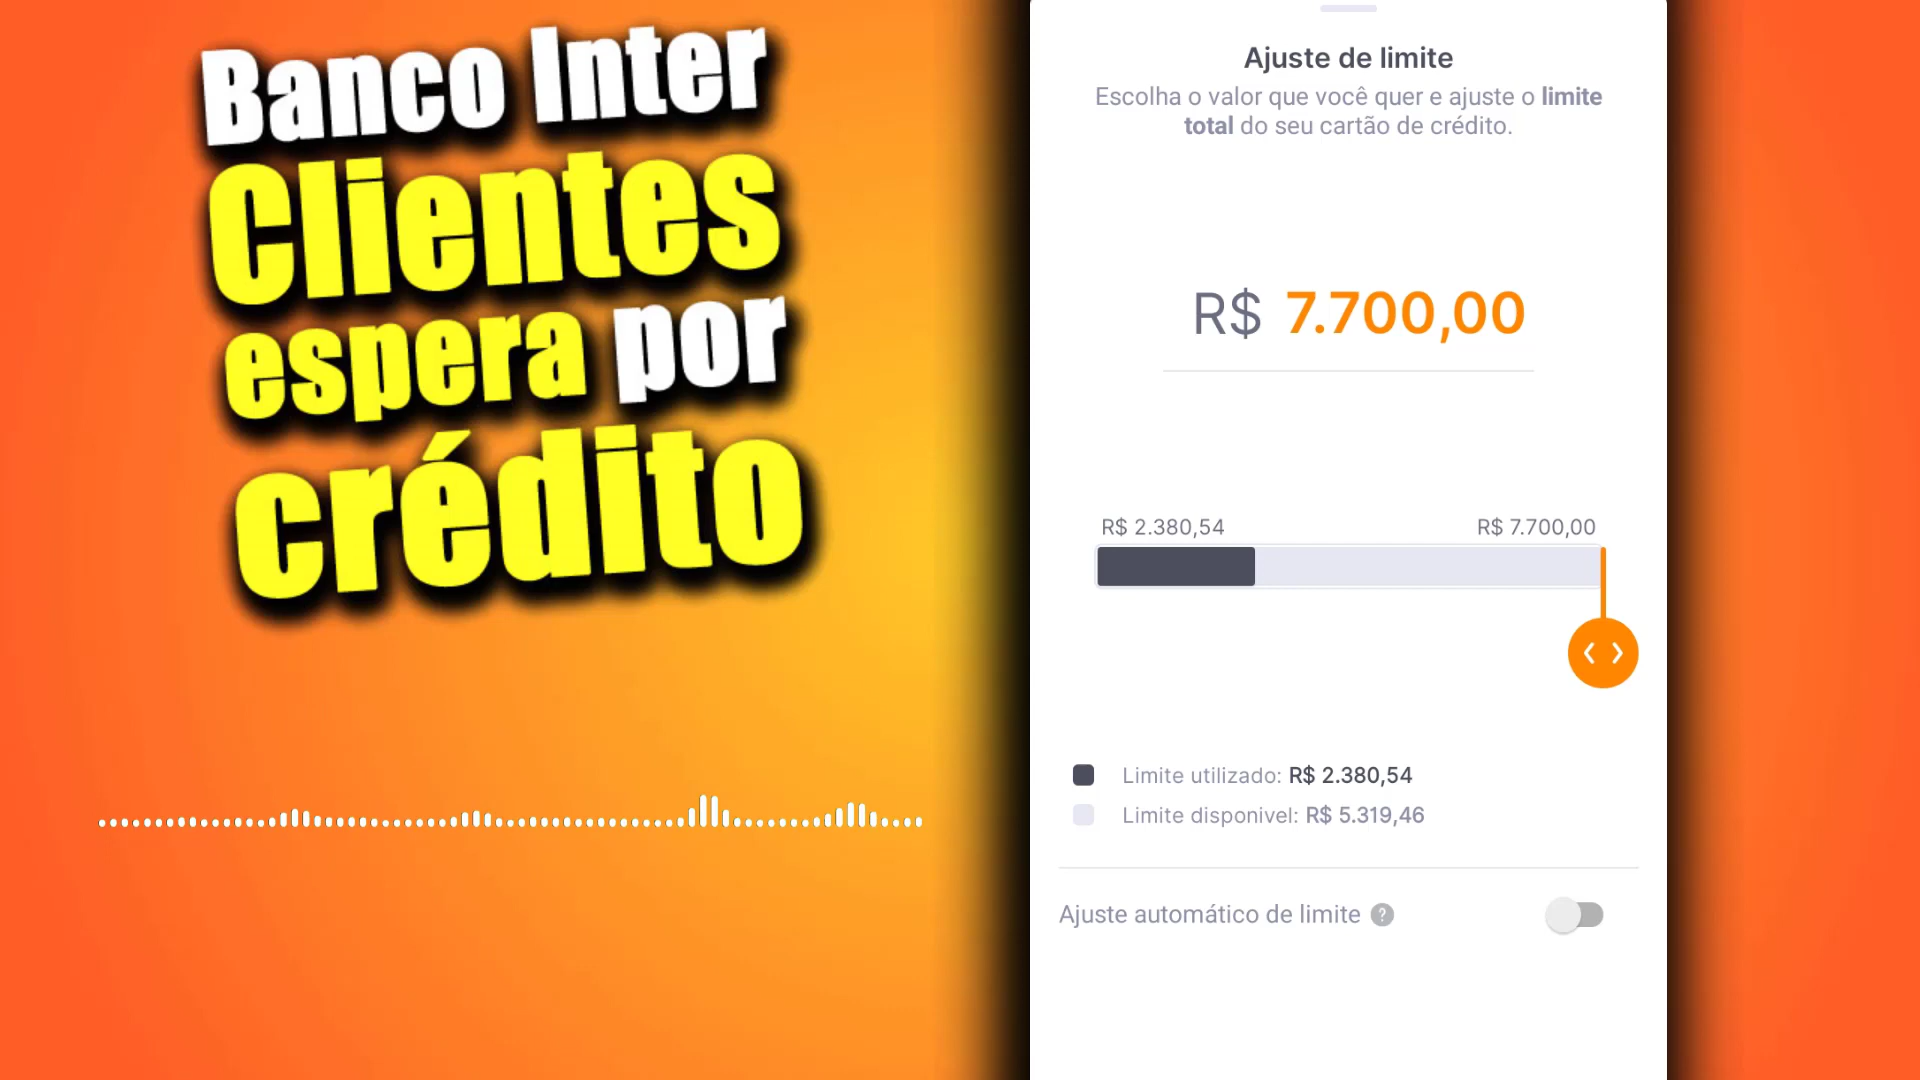 Banco Inter
Clientes
espera por
crédito
Ajuste de limite
Escolha o valor que você quer e ajuste o limite
total do seu cartão de crédito.
R$ 7.700,00
R$ 2.380,54 R$ 7.700,00
Limite utilizado: R$ 2.380,54
Limite disponivel: R$ 5.319,46
Ajuste automático de limite ?